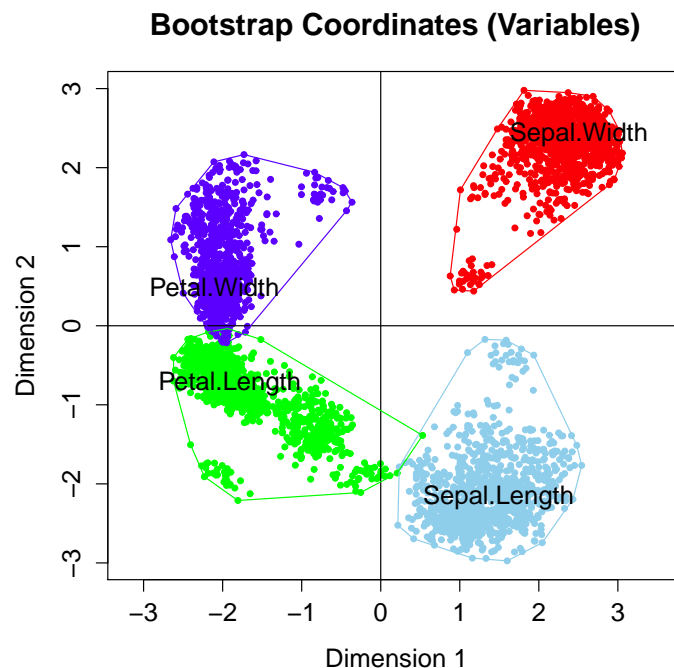 Bootstrap Coordinates (Variables)
3
2
1
0
−1
−2
−3
Dimension 2
Sepal.Width
Petal.Width
Petal.Length
Sepal.Length
−3 −2 −1 0 1 2 3
Dimension 1